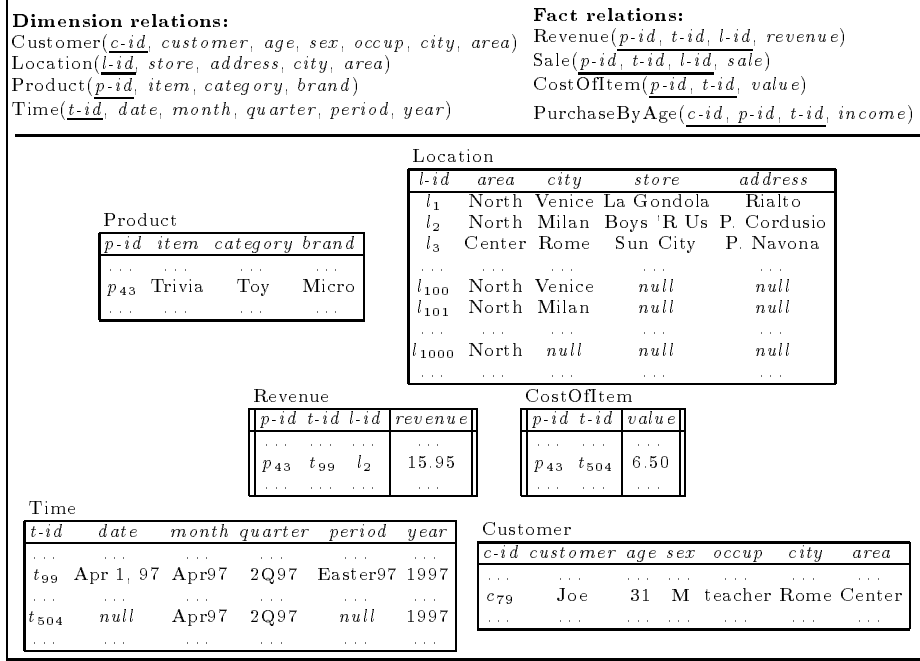 Dimension relations:
Customer(c-id, customer, age, sex, occup, city, area)
Location(l-id, store, address, city, area)
Product(p-id, item, category, brand)
Time(t-id, date, month, quarter, period, year)
Fact relations:
Revenue(p-id, t-id, l-id, revenue)
Sale(p-id, t-id, l-id, sale)
CostOfItem(p-id, t-id, value)
PurchaseByAge(c-id, p-id, t-id, income)
Product
p-id item category brand
... ... ... ...
p43 Trivia Toy Micro
... ... ... ...
Location
l-id area city store address
l1 North Venice La Gondola Rialto
l2 North Milan Boys 'R Us P. Cordusio
l3 Center Rome Sun City P. Navona
... ... ... ... ...
l100 North Venice null null
l101 North Milan null null
... ... ... ... ...
l1000 North null null null
... ... ... ... ...
Revenue
p-id t-id l-id revenue
... ... ... ...
p43 t99 l2 15.95
... ... ... ...
CostOfItem
p-id t-id value
... ... ...
p43 t504 6.50
... ... ...
Time
t-id date month quarter period year
... ... ... ... ... ...
t99 Apr 1, 97 Apr97 2Q97 Easter97 1997
... ... ... ... ... ...
t504 null Apr97 2Q97 null 1997
... ... ... ... ... ...
Customer
c-id customer age sex occup city area
... ... ... ... ... ... ...
c79 Joe 31 M teacher Rome Center
... ... ... ... ... ... ...